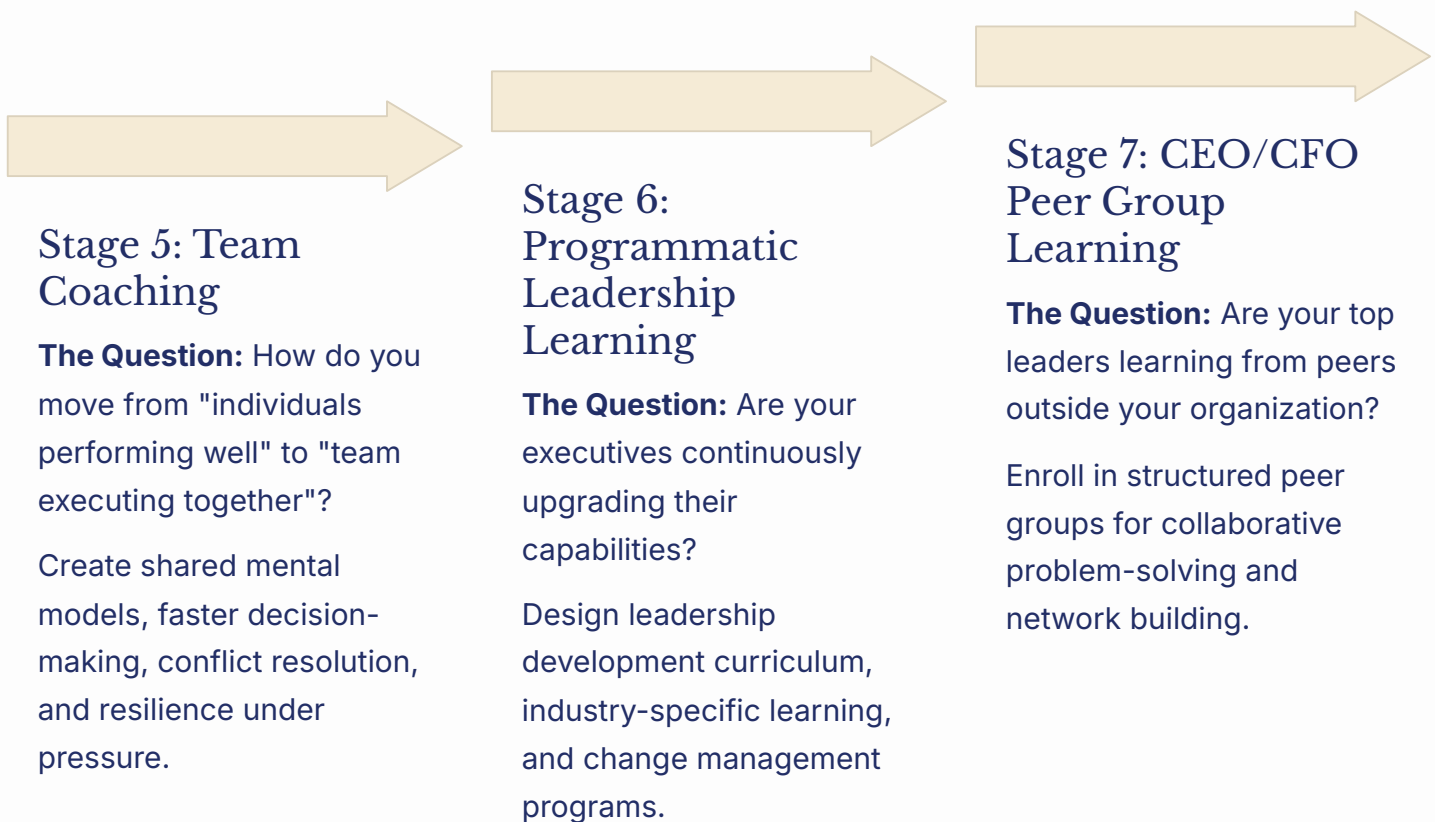 Stage 5: Team
Coaching
The Question: How do you
move from "individuals
performing well" to "team
executing together"?
Create shared mental
models, faster decision-
making, conflict resolution,
and resilience under
pressure.
Stage 6:
Programmatic
Leadership
Learning
The Question: Are your
executives continuously
upgrading their
capabilities?
Design leadership
development curriculum,
industry-specific learning,
and change management
programs.
Stage 7: CEO/CFO
Peer Group
Learning
The Question: Are your top
leaders learning from peers
outside your organization?
Enroll in structured peer
groups for collaborative
problem-solving and
network building.